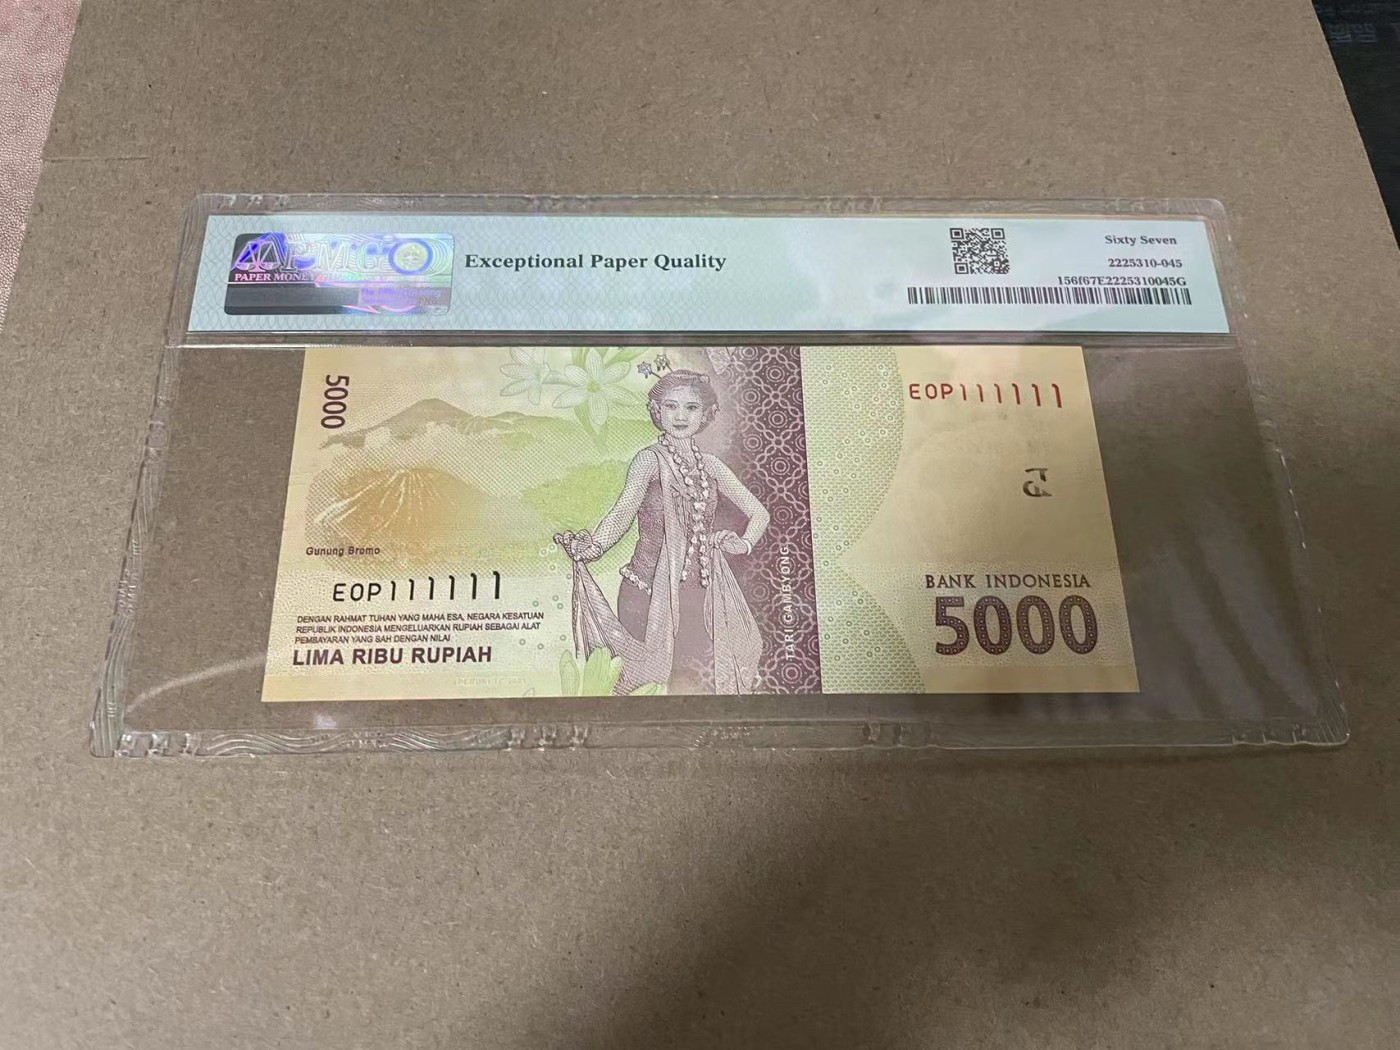 PMG
PAPER MONEY
Exceptional Paper Quality
Sixty Seven
2225310-045
156f67E2225310045G
5000
EOP111111
Gunung Bromo
EOP111111
DENGAN RAHMAT TUHAN YANG MAHA ESA, NEGARA KESATUAN
REPUBLIK INDONESIA MENGELUARKAN RUPIAH SEBAGAI ALAT
PEMBAYARAN YANG SAH DENGAN NILAI
LIMA RIBU RUPIAH
TARI GAMBYONG
BANK INDONESIA
5000